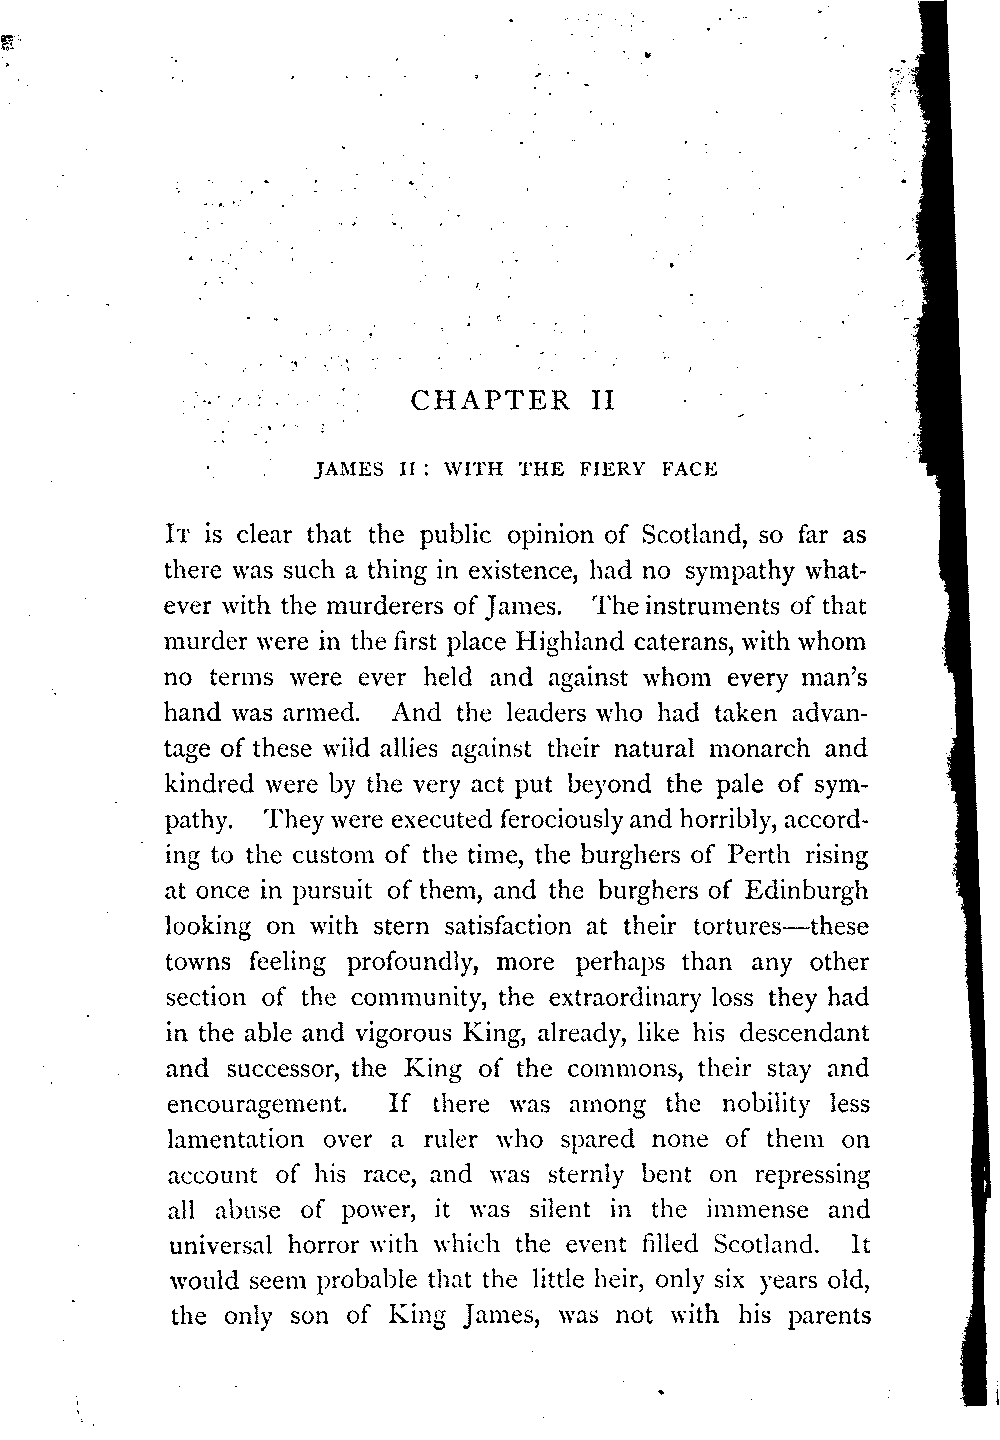 CHAPTER II
JAMES II: WITH THE FIERY FACE
IT is clear that the public opinion of Scotland, so far as
there was such a thing in existence, had no sympathy what-
ever with the murderers of James. The instruments of that
murder were in the first place Highland caterans, with whom
no terms were ever held and against whom every man's
hand was armed. And the leaders who had taken advan-
tage of these wild allies against their natural monarch and
kindred were by the very act put beyond the pale of sym-
pathy. They were executed ferociously and horribly, accord-
ing to the custom of the time, the burghers of Perth rising
at once in pursuit of them, and the burghers of Edinburgh
looking on with stern satisfaction at their tortures—these
towns feeling profoundly, more perhaps than any other
section of the community, the extraordinary loss they had
in the able and vigorous King, already, like his descendant
and successor, the King of the commons, their stay and
encouragement. If there was among the nobility less
lamentation over a ruler who spared none of them on
account of his race, and was sternly bent on repressing
all abuse of power, it was silent in the immense and
universal horror with which the event filled Scotland. It
would seem probable that the little heir, only six years old,
the only son of King James, was not with his parents